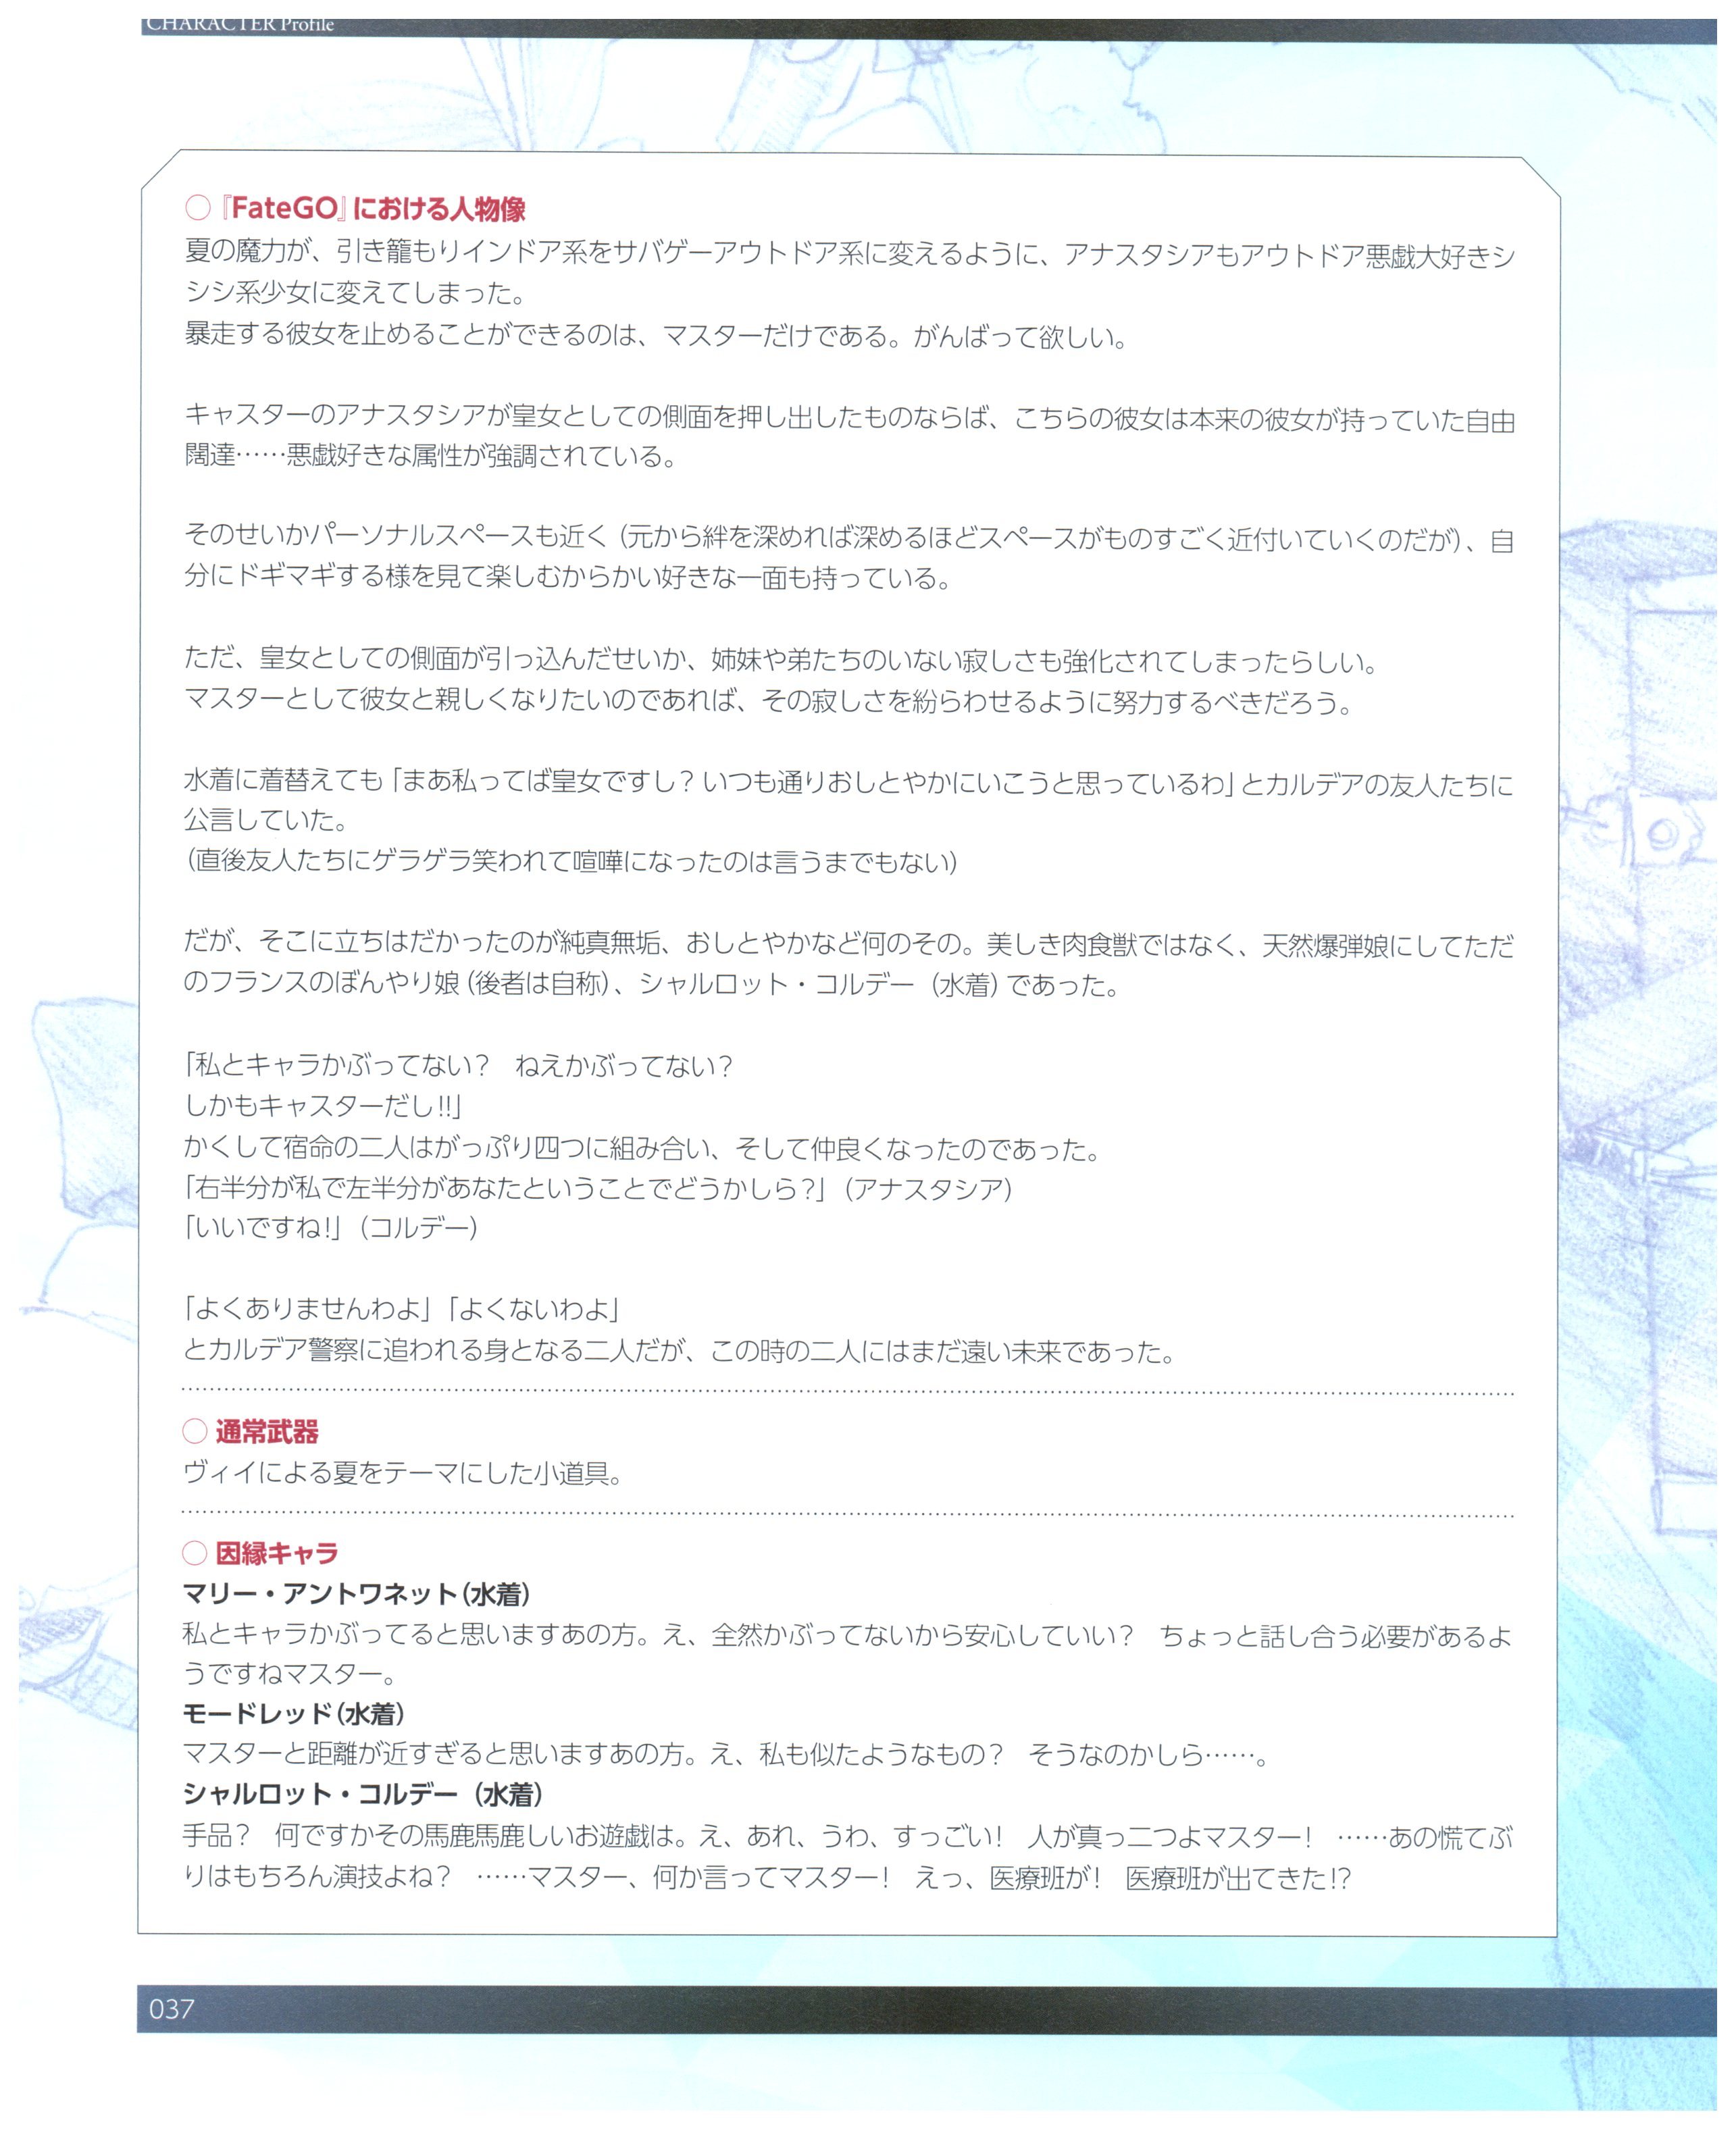 CHARACTER Profile
○『FateGO』における人物像
夏の魔力が、引き籠もりインドア系をサバゲーアウトドア系に変えるように、アナスタシアもアウトドア悪戯大好きシ
シシ系少女に変えてしまった。
暴走する彼女を止めることができるのは、マスターだけである。がんばって欲しい。
キャスターのアナスタシアが皇女としての側面を押し出したものならば、こちらの彼女は本来の彼女が持っていた自由
闊達……悪戯好きな属性が強調されている。
そのせいかパーソナルスペースも近く(元から絆を深めれば深めるほどスペースがものすごく近付いていくのだが)、自
分にドギマギする様を見て楽しむからかい好きな一面も持っている。
ただ、皇女としての側面が引っ込んだせいか、姉妹や弟たちのいない寂しさも強化されてしまったらしい。
マスターとして彼女と親しくなりたいのであれば、その寂しさを紛らわせるように努力するべきだろう。
水着に着替えても「まあ私ってば皇女ですし?いつも通りおしとやかにいこうと思っているわ」とカルデアの友人たちに
公言していた。
(直後友人たちにゲラゲラ笑われて喧嘩になったのは言うまでもない)
だが、そこに立ちはだかったのが純真無垢、おしとやかなど何のその。美しき肉食獣ではなく、天然爆弾娘にしてただ
のフランスのぼんやり娘(後者は自称)、シャルロット・コルデー(水着)であった。
「私とキャラかぶってない? ねえかぶってない?
しかもキャスターだし!!」
かくして宿命の二人はがっぷり四つに組み合い、そして仲良くなったのであった。
「右半分が私で左半分があなたということでどうかしら?」(アナスタシア)
「いいですね!」(コルデー)
「よくありませんわよ」「よくないわよ」
とカルデア警察に追われる身となる二人だが、この時の二人にはまだ遠い未来であった。
○通常武器
ヴィイによる夏をテーマにした小道具。
○因縁キャラ
マリー・アントワネット(水着)
私とキャラかぶってると思いますあの方。え、全然かぶってないから安心していい? ちょっと話し合う必要があるよ
うですねマスター。
モードレッド(水着)
マスターと距離が近すぎると思いますあの方。え、私も似たようなもの? そうなのかしら……。
シャルロット・コルデー(水着)
手品? 何ですかその馬鹿馬鹿しいお遊戯は。え、あれ、うわ、すっごい! 人が真っ二つよマスター! ……あの慌てぶ
りはもちろん演技よね? ……マスター、何か言ってマスター! えっ、医療班が! 医療班が出てきた!?
037